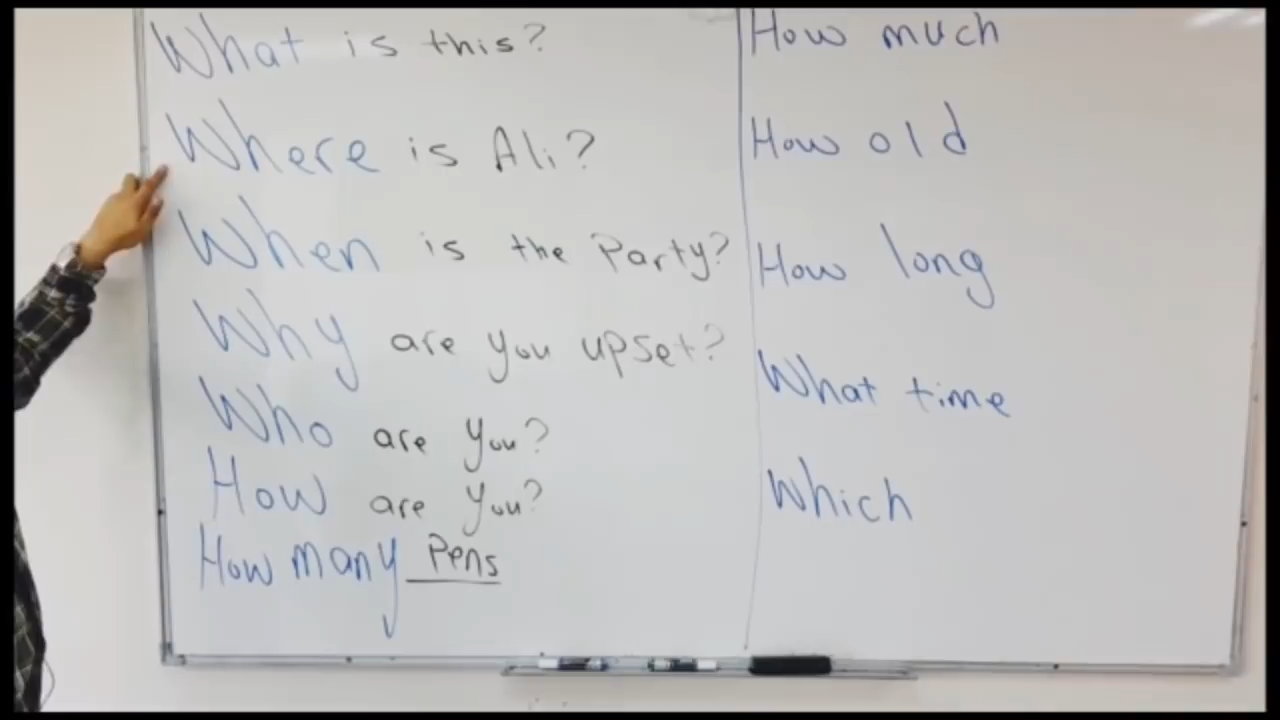 What is this?
Where is Ali?
When is the Party?
Why are you upset?
Who are you?
How are you?
How many Pens
How much
How old
How long
What time
Which